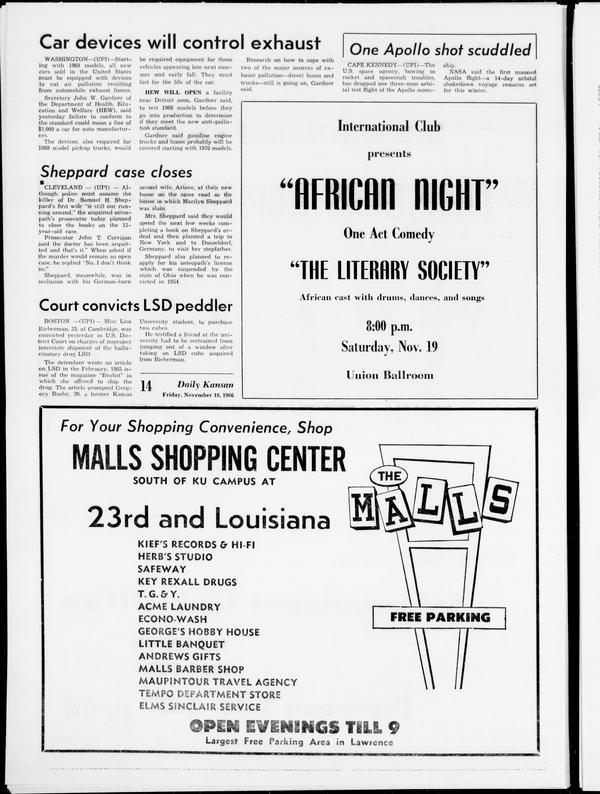 Car devices will control exhaust
WASHINGTON—(UPI)—Start-
ing with 1968 models, all new
cars sold in the United States
must be equipped with devices
to cut air pollution resulting
from automobile exhaust fumes.
Secretary John W. Gardner of
the Department of Health, Edu-
cation and Welfare (HEW), said
yesterday failure to conform to
the standard could mean a fine of
$1,000 a car for auto manufactur-
ers.
The devices, also required for
1968 model pickup trucks, would
be required equipment for those
vehicles appearing late next sum-
mer and early fall. They must
last for the life of the car.
HEW WILL OPEN a facility
near Detroit soon, Gardner said,
to test 1968 models before they
go into production to determine
if they meet the new anti-pollu-
tion standard.
Gardner said gasoline engine
trucks and buses probably will be
covered starting with 1970 models.
Research on how to cope with
two of the major sources of ex-
haust pollution—diesel buses and
trucks—still is going on, Gardner
said.
One Apollo shot scuddled
CAPE KENNEDY—(UPI)—The
U.S. space agency, bowing to
rocket and spacecraft troubles,
has dropped one three-man orbi-
tal test flight of the Apollo moon-
ship.
NASA said the first manned
Apollo flight—a 14-day orbital
shakedown voyage remains set
for this winter.
Sheppard case closes
CLEVELAND — (UPI) — Al-
though police must assume the
killer of Dr. Samuel H. Shep-
pard's first wife "is still out run-
ning around," the acquitted osteo-
path's prosecutor today planned
to close the books on the 12-
year-old case.
Prosecutor John T. Corrigan
said the doctor has been acquit-
ted and that's it." When asked if
the murder would remain an open
case, he replied "No, I don't think
so."
Sheppard, meanwhile, was in
seclusion with his German-born
second wife, Ariane, at their new
home on the same road as the
house in which Marilyn Sheppard
was slain.
Mrs. Sheppard said they would
spend the next few weeks com-
pleting a book on Sheppard's or-
deal and then planned a trip to
New York and to Dusseldorf,
Germany, to visit her stepfather.
Sheppard also planned to re-
apply for his osteopath's license
which was suspended by the
state of Ohio when he was con-
victed in 1954.
Court convicts LSD peddler
BOSTON —(UPI)— Miss Lisa
Bieberman, 25, of Cambridge, was
convicted yesterday in U.S. Dis-
trict Court on charges of improper
interstate shipment of the hallu-
cinatory drug LSD.
The defendant wrote an article
on LSD in the February, 1965 is-
sue of the magazine "Realist" in
which she offered to ship the
drug. The article prompted Greg-
ory Busby, 20, a former Kansas
University student, to purchase
two cubes.
He testified a friend at the uni-
versity had to be restrained from
jumping out of a window after
taking an LSD cube acquired
from Bieberman.
14 Daily Kansan
Friday, November 18, 1966
International Club
presents
"AFRICAN NIGHT"
One Act Comedy
"THE LITERARY SOCIETY"
African cast with drums, dances, and songs
8:00 p.m.
Saturday, Nov. 19
Union Ballroom
For Your Shopping Convenience, Shop
MALLS SHOPPING CENTER
SOUTH OF KU CAMPUS AT
23rd and Louisiana
KIEF'S RECORDS & HI-FI
HERB'S STUDIO
SAFEWAY
KEY REXALL DRUGS
T. G. & Y.
ACME LAUNDRY
ECONO-WASH
GEORGE'S HOBBY HOUSE
LITTLE BANQUET
ANDREWS GIFTS
MALLS BARBER SHOP
MAUPINTOUR TRAVEL AGENCY
TEMPO DEPARTMENT STORE
ELMS SINCLAIR SERVICE
THE
MALLS
FREE PARKING
OPEN EVENINGS TILL 9
Largest Free Parking Area in Lawrence